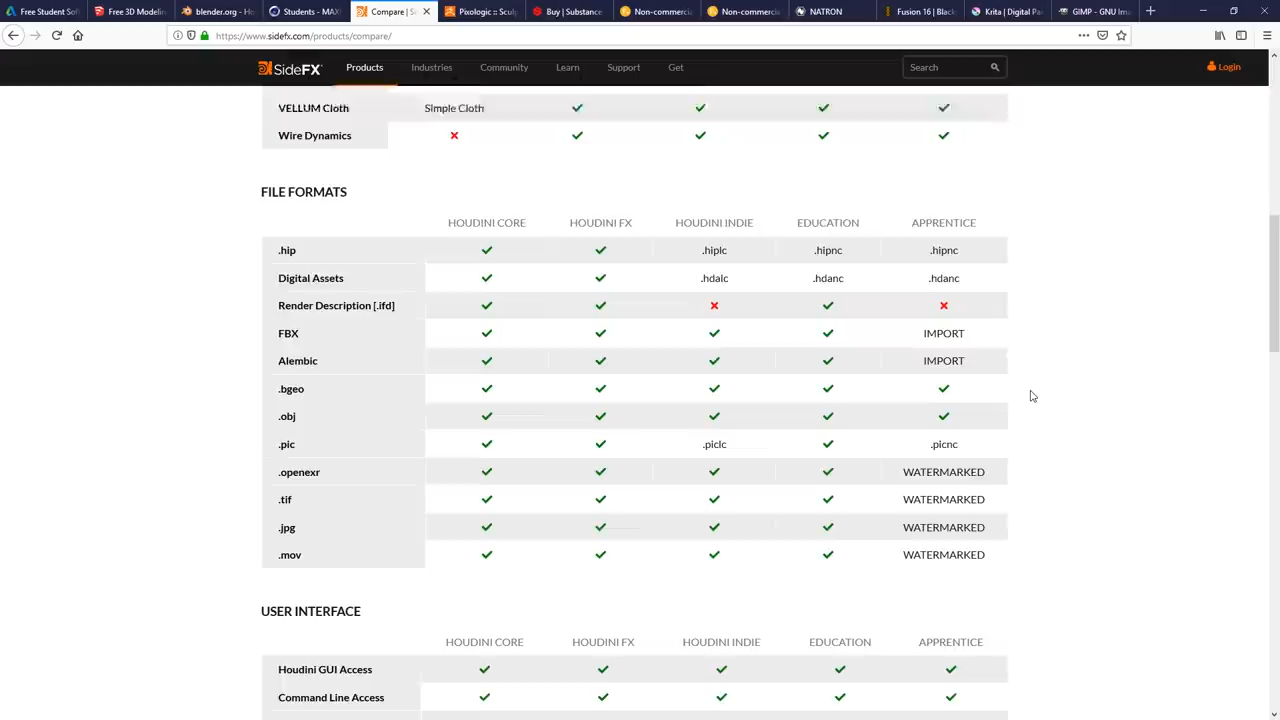 Free Student Sof
Free 3D Modelin
blender.org - Ho
Students - MAX
Compare | S
Pixologic :: Sculp
Buy | Substance
Non-commercia
Non-commercia
NATRON
Fusion 16 | Black
Krita | Digital Pa
GIMP - GNU Ima
https://www.sidefx.com/products/compare/
SideFX Products Industries Community Learn Support Get Search Login
VELLUM Cloth Simple Cloth
Wire Dynamics
FILE FORMATS
HOUDINI CORE HOUDINI FX HOUDINI INDIE EDUCATION APPRENTICE
.hip .hiplc .hipnc .hipnc
Digital Assets .hdalc .hdanc .hdanc
Render Description [.ifd]
FBX IMPORT
Alembic IMPORT
.bgeo
.obj
.pic .piclc .picnc
.openexr WATERMARKED
.tif WATERMARKED
.jpg WATERMARKED
.mov WATERMARKED
USER INTERFACE
HOUDINI CORE HOUDINI FX HOUDINI INDIE EDUCATION APPRENTICE
Houdini GUI Access
Command Line Access